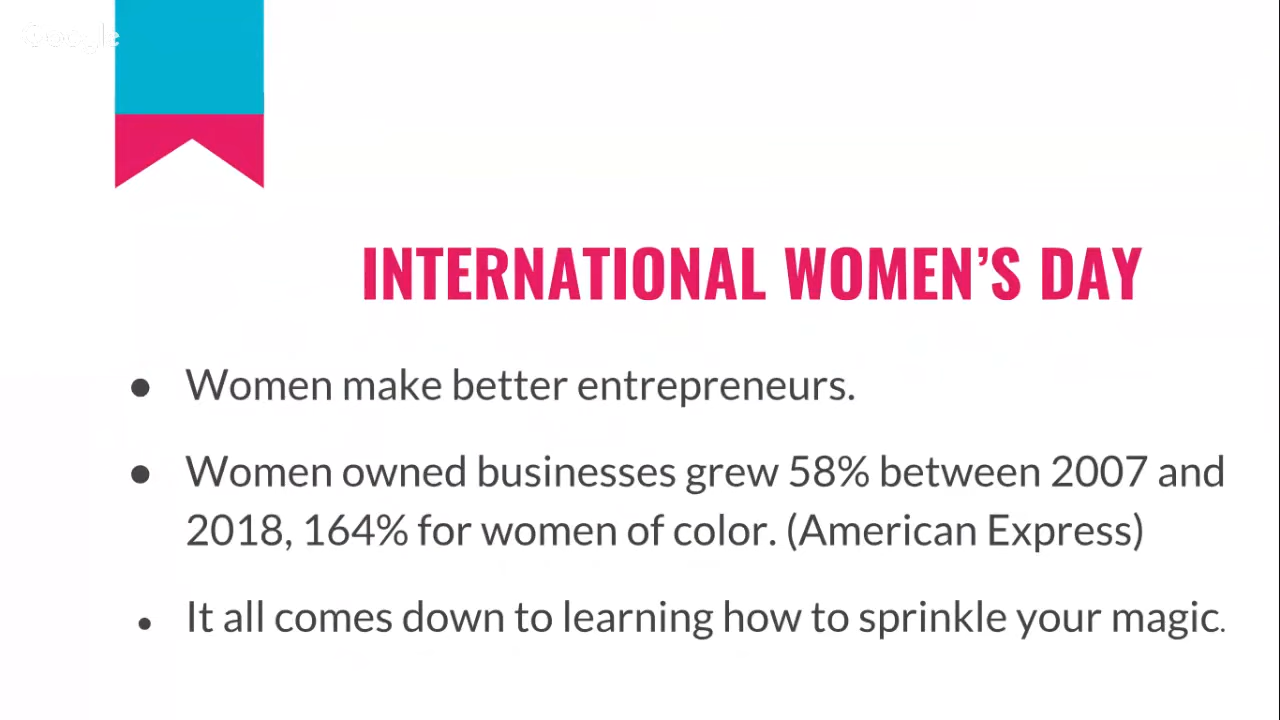 Google
INTERNATIONAL WOMEN’S DAY
● Women make better entrepreneurs.
● Women owned businesses grew 58% between 2007 and
2018, 164% for women of color. (American Express)
● It all comes down to learning how to sprinkle your magic.